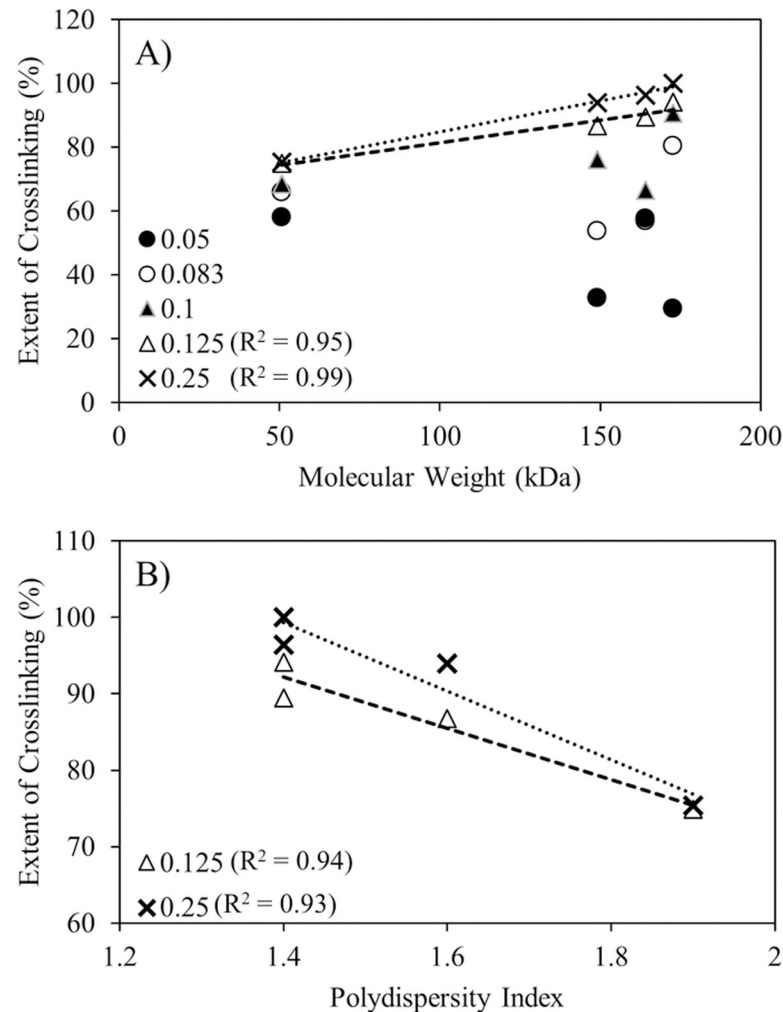 120
A)
100
80
60
40
20
0
Extent of Crosslinking (%)
0.05
0.083
0.1
0.125 (R² = 0.95)
0.25 (R² = 0.99)
0 50 100 150 200
Molecular Weight (kDa)
110
B)
100
90
80
70
60
Extent of Crosslinking (%)
0.125 (R² = 0.94)
0.25 (R² = 0.93)
1.2 1.4 1.6 1.8 2
Polydispersity Index